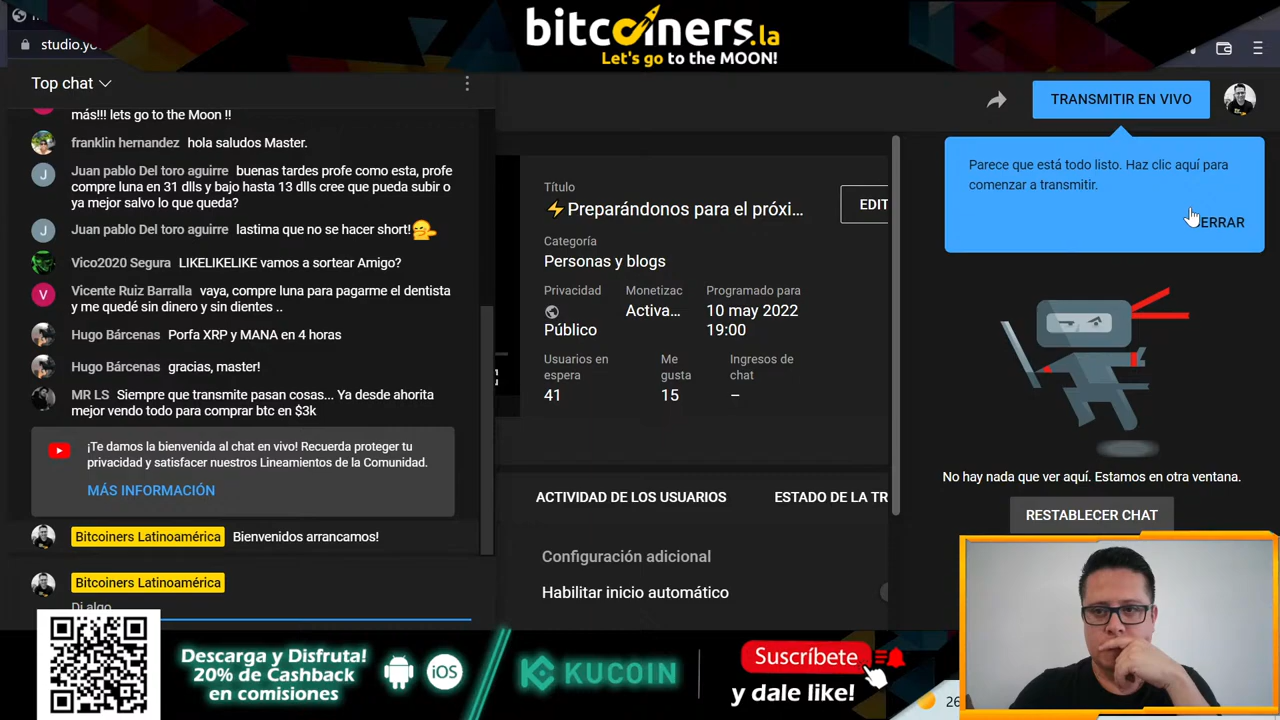 bitcoiners.la
Let's go to the MOON!
studio.yo
Top chat
más!!! lets go to the Moon !!
franklin hernandez hola saludos Master.
Juan pablo Del toro aguirre buenas tardes profe como esta, profe
compre luna en 31 dlls y bajo hasta 13 dlls cree que pueda subir o
ya mejor salvo lo que queda?
Juan pablo Del toro aguirre lastima que no se hacer short!
Vico2020 Segura LIKELIKELIKE vamos a sortear Amigo?
V Vicente Ruiz Barralla vaya, compre luna para pagarme el dentista
y me quedé sin dinero y sin dientes ..
Hugo Bárcenas Porfa XRP y MANA en 4 horas
Hugo Bárcenas gracias, master!
MR LS Siempre que transmite pasan cosas... Ya desde ahorita
mejor vendo todo para comprar btc en $3k
¡Te damos la bienvenida al chat en vivo! Recuerda proteger tu
privacidad y satisfacer nuestros Lineamientos de la Comunidad.
MÁS INFORMACIÓN
Bitcoiners Latinoamérica Bienvenidos arrancamos!
Bitcoiners Latinoamérica
Di algo
Título
⚡Preparándonos para el próxi...
EDIT
Categoría
Personas y blogs
Privacidad Monetizac Programado para
Público Activa... 10 may 2022
19:00
Usuarios en espera Me gusta Ingresos de chat
41 15 –
ACTIVIDAD DE LOS USUARIOS ESTADO DE LA TR
Configuración adicional
Habilitar inicio automático
TRANSMITIR EN VIVO
Parece que está todo listo. Haz clic aquí para
comenzar a transmitir.
ERRAR
No hay nada que ver aquí. Estamos en otra ventana.
RESTABLECER CHAT
Descarga y Disfruta!
20% de Cashback
en comisiones
iOS
KUCOIN
Suscríbete
y dale like!
26